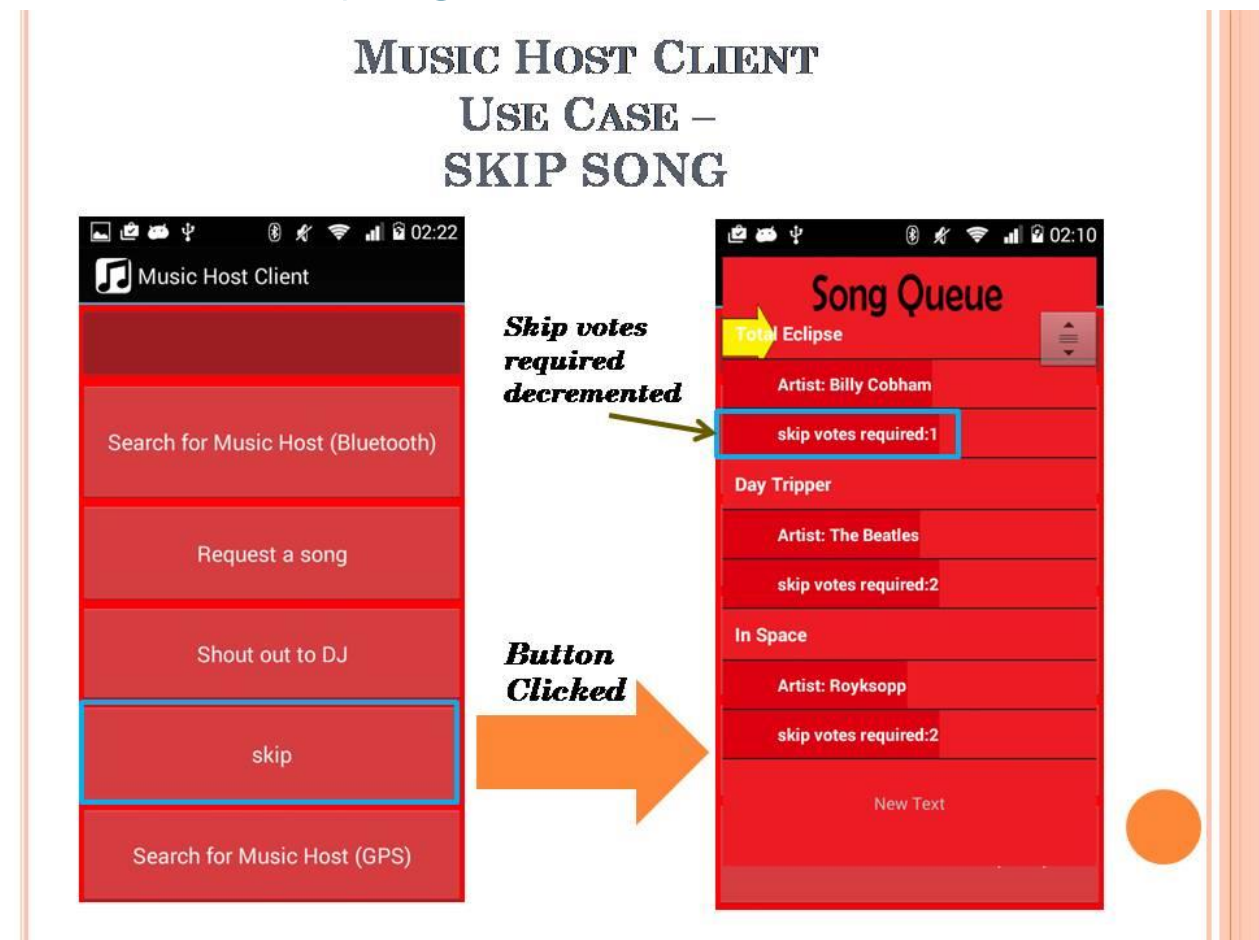 MUSIC HOST CLIENT
USE CASE –
SKIP SONG
02:22
Music Host Client
Search for Music Host (Bluetooth)
Request a song
Shout out to DJ
skip
Search for Music Host (GPS)
Skip votes
required
decremented
Button
Clicked
02:10
Song Queue
Total Eclipse
Artist: Billy Cobham
skip votes required:1
Day Tripper
Artist: The Beatles
skip votes required:2
In Space
Artist: Royksopp
skip votes required:2
New Text